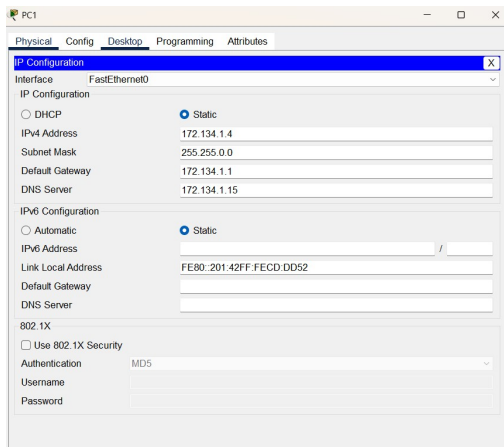 PC1
Physical Config Desktop Programming Attributes
IP Configuration X
Interface FastEthernet0
IP Configuration
DHCP Static
IPv4 Address 172.134.1.4
Subnet Mask 255.255.0.0
Default Gateway 172.134.1.1
DNS Server 172.134.1.15
IPv6 Configuration
Automatic Static
IPv6 Address /
Link Local Address FE80::201:42FF:FECD:DD52
Default Gateway
DNS Server
802.1X
Use 802.1X Security
Authentication MD5
Username
Password